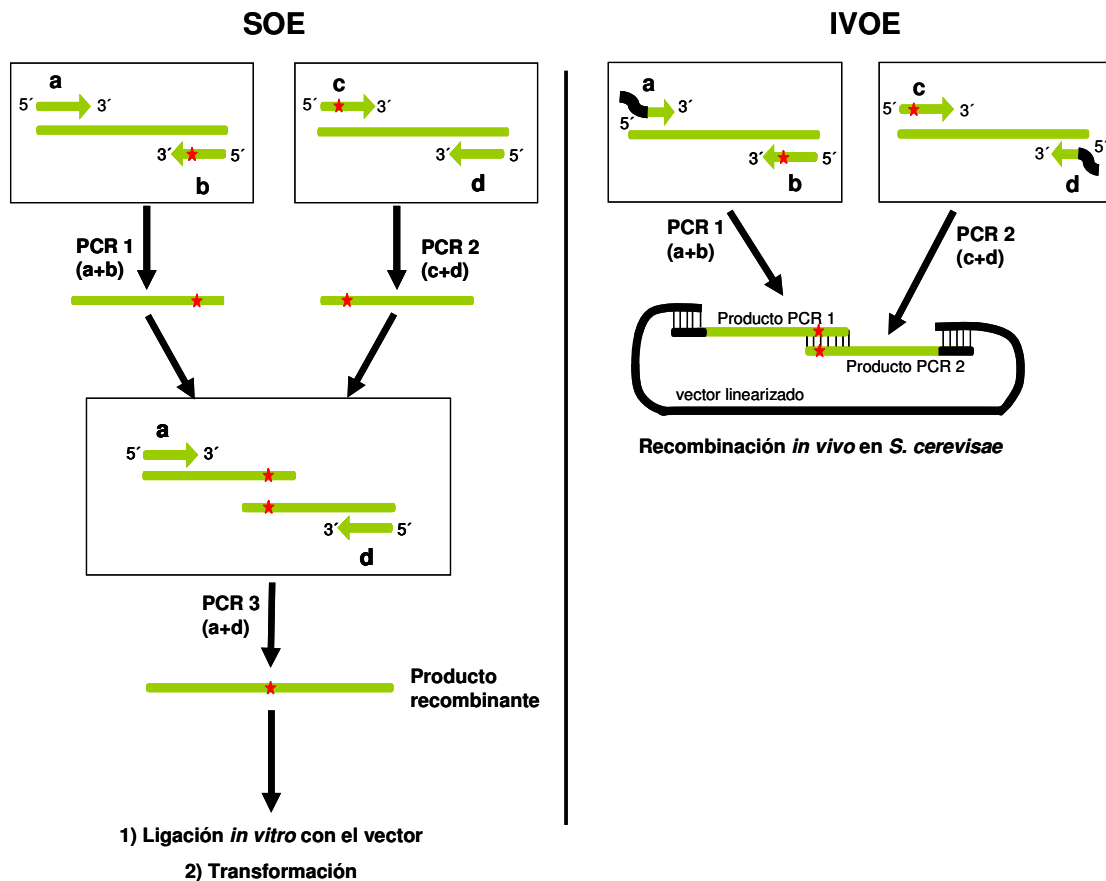 SOE
a
5´ 3´
3´ 5´
b
c
5´ 3´
3´ 5´
d
PCR 1
(a+b)
PCR 2
(c+d)
a
5´ 3´
3´ 5´
d
PCR 3
(a+d)
Producto
recombinante
1) Ligación in vitro con el vector
2) Transformación
IVOE
a
3´
5´
3´ 5´
b
c
5´ 3´
5´
3´
d
PCR 1
(a+b)
PCR 2
(c+d)
Producto PCR 1
Producto PCR 2
vector linearizado
Recombinación in vivo en S. cerevisae